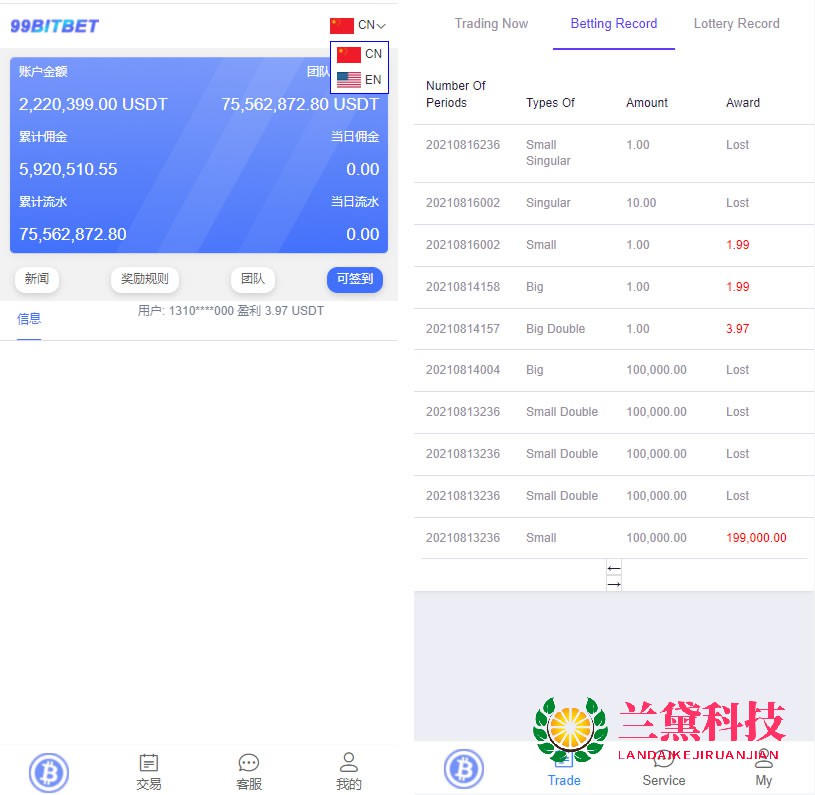 99BITBET
CN
CN
EN
账户金额
团队
2,220,399.00 USDT
75,562,872.80 USDT
累计佣金
当日佣金
5,920,510.55
0.00
累计流水
当日流水
75,562,872.80
0.00
新闻
奖励规则
团队
可签到
信息
用户: 1310****000 盈利 3.97 USDT
交易
客服
我的
Trading Now
Betting Record
Lottery Record
Number Of Periods
Types Of
Amount
Award
20210816236 Small Singular 1.00 Lost
20210816002 Singular 10.00 Lost
20210816002 Small 1.00 1.99
20210814158 Big 1.00 1.99
20210814157 Big Double 1.00 3.97
20210814004 Big 100,000.00 Lost
20210813236 Small Double 100,000.00 Lost
20210813236 Small Double 100,000.00 Lost
20210813236 Small Double 100,000.00 Lost
20210813236 Small 100,000.00 199,000.00
←
→
兰黛科技
LANDAIKEJIRUANJIAN
Trade
Service
My